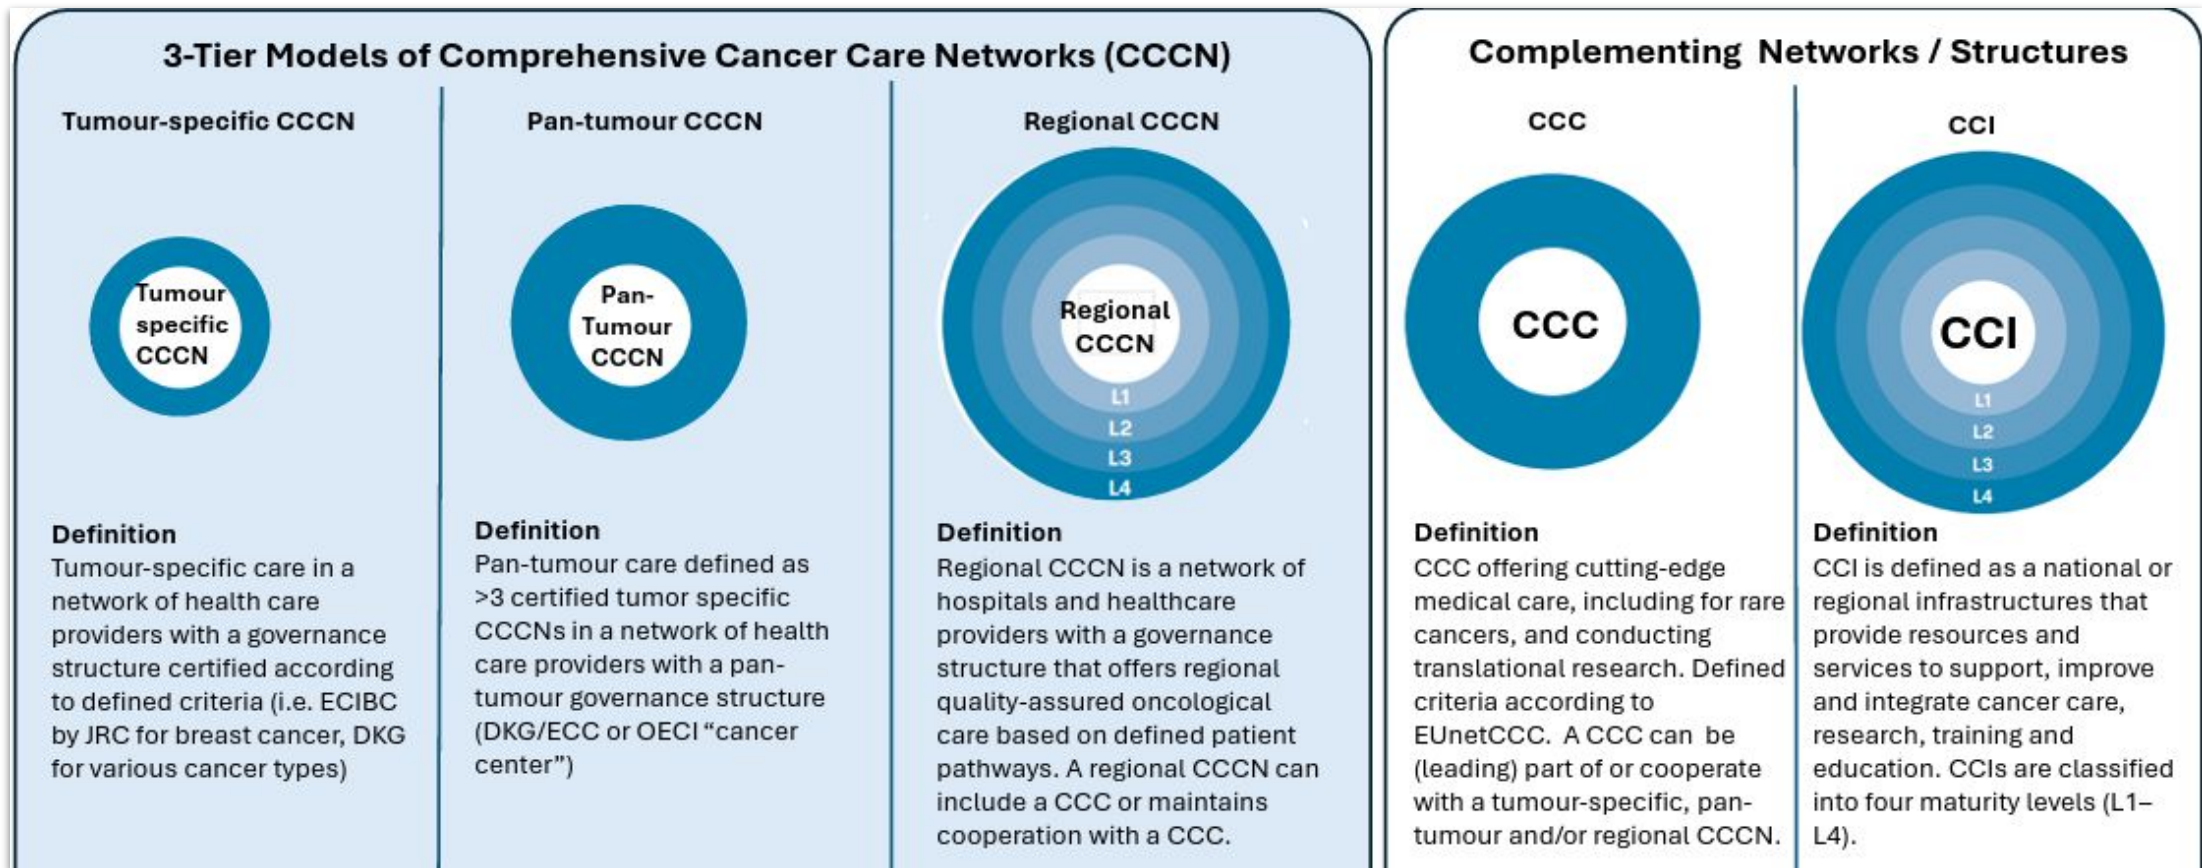 3-Tier Models of Comprehensive Cancer Care Networks (CCCN)
Tumour-specific CCCN
Tumour
specific
CCCN
Definition
Tumour-specific care in a
network of health care
providers with a governance
structure certified according
to defined criteria (i.e. ECIBC
by JRC for breast cancer, DKG
for various cancer types)
Pan-tumour CCCN
Pan-
Tumour
CCCN
Definition
Pan-tumour care defined as
>3 certified tumor specific
CCCNs in a network of health
care providers with a pan-
tumour governance structure
(DKG/ECC or OECI “cancer
center”)
Regional CCCN
Regional
CCCN
L1
L2
L3
L4
Definition
Regional CCCN is a network of
hospitals and healthcare
providers with a governance
structure that offers regional
quality-assured oncological
care based on defined patient
pathways. A regional CCCN can
include a CCC or maintains
cooperation with a CCC.
Complementing Networks / Structures
CCC
CCC
Definition
CCC offering cutting-edge
medical care, including for rare
cancers, and conducting
translational research. Defined
criteria according to
EUnetCCC. A CCC can be
(leading) part of or cooperate
with a tumour-specific, pan-
tumour and/or regional CCCN.
CCI
CCI
L1
L2
L3
L4
Definition
CCI is defined as a national or
regional infrastructures that
provide resources and
services to support, improve
and integrate cancer care,
research, training and
education. CCIs are classified
into four maturity levels (L1–
L4).